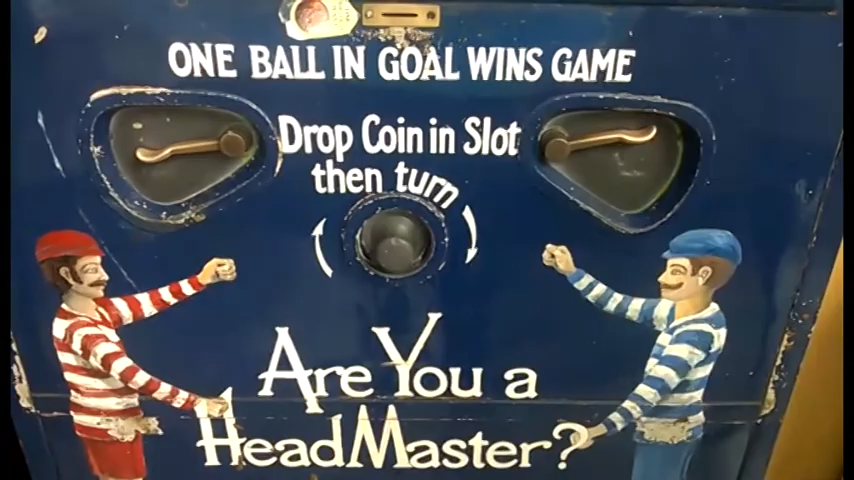 ONE BALL IN GOAL WINS GAME
Drop Coin in Slot
then turn
Are You a
HeadMaster?